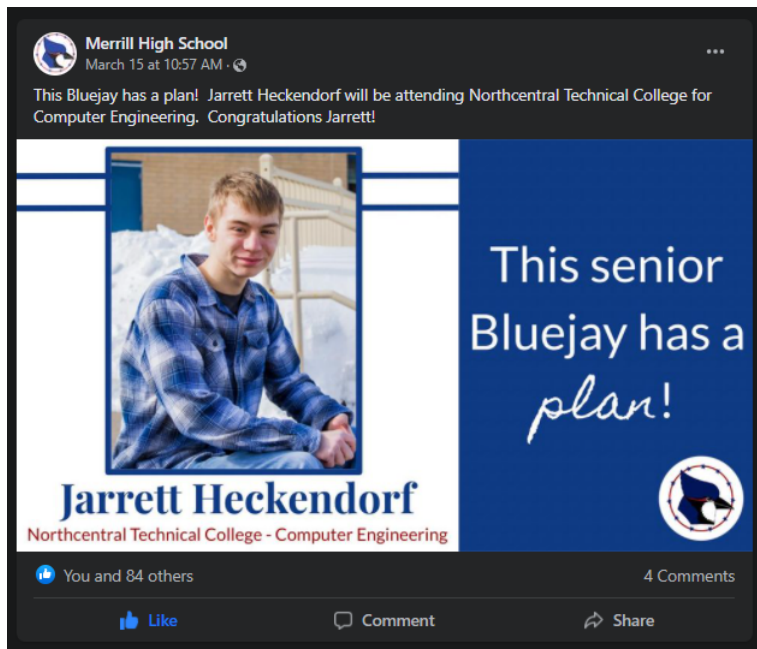 Merrill High School
March 15 at 10:57 AM ·
This Bluejay has a plan!  Jarrett Heckendorf will be attending Northcentral Technical College for
Computer Engineering.  Congratulations Jarrett!
This senior
Bluejay has a
plan!
Jarrett Heckendorf
Northcentral Technical College - Computer Engineering
You and 84 others
4 Comments
Like
Comment
Share